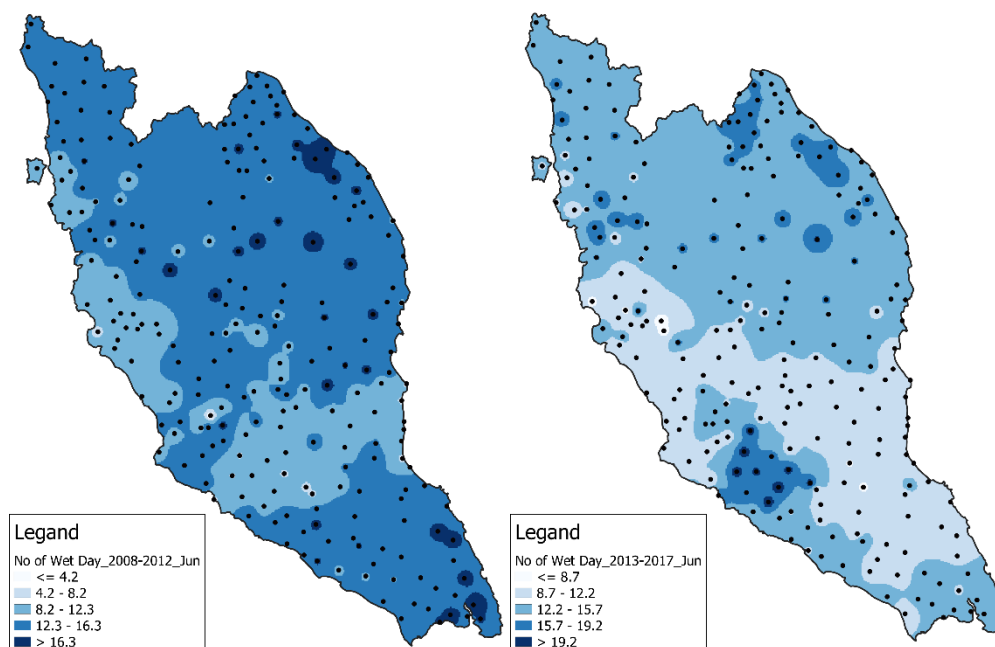 Legand
No of Wet Day_2008-2012_Jun
<= 4.2
4.2 - 8.2
8.2 - 12.3
12.3 - 16.3
> 16.3
Legand
No of Wet Day_2013-2017_Jun
<= 8.7
8.7 - 12.2
12.2 - 15.7
15.7 - 19.2
> 19.2